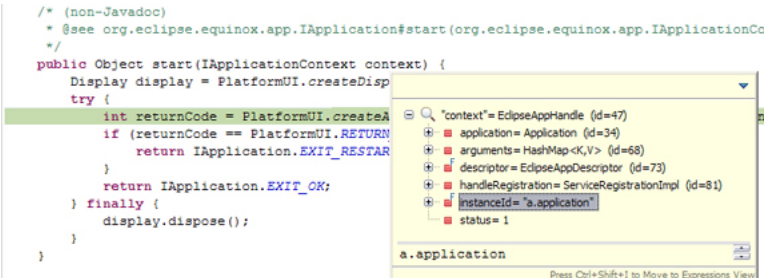 /* (non-Javadoc)
* @see org.eclipse.equinox.app.IApplication#start(org.eclipse.equinox.app.IApplicationCo
*/
public Object start(IApplicationContext context) {
Display display = PlatformUI.createDisp
try {
int returnCode = PlatformUI.createA
if (returnCode == PlatformUI.RETURN_
return IApplication.EXIT_RESTAR
}
return IApplication.EXIT_OK;
} finally {
display.dispose();
}
}
"context"= EclipseAppHandle (id=47)
application= Application (id=34)
arguments= HashMap<K,V> (id=68)
F
descriptor= EclipseAppDescriptor (id=73)
handleRegistration= ServiceRegistrationImpl (id=81)
F
instanceId= "a.application"
status= 1
a.application
Press Ctrl+Shift+I to Move to Expressions View